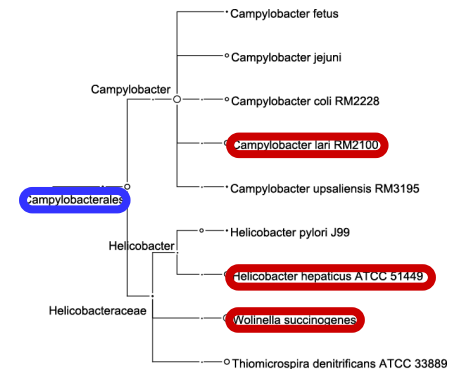 Campylobacter fetus
Campylobacter jejuni
Campylobacter
Campylobacter coli RM2228
Campylobacter lari RM2100
Campylobacter upsaliensis RM3195
Campylobacterales
Helicobacter pylori J99
Helicobacter
Helicobacter hepaticus ATCC 51449
Helicobacteraceae
Wolinella succinogenes
Thiomicrospira denitrificans ATCC 33889